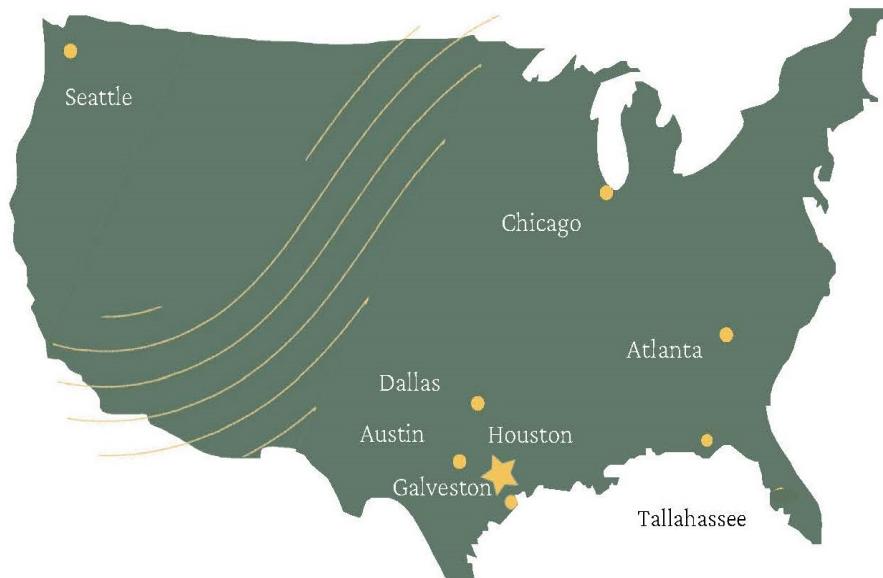 Seattle
Chicago
Atlanta
Dallas
Austin
Houston
Galveston
Tallahassee